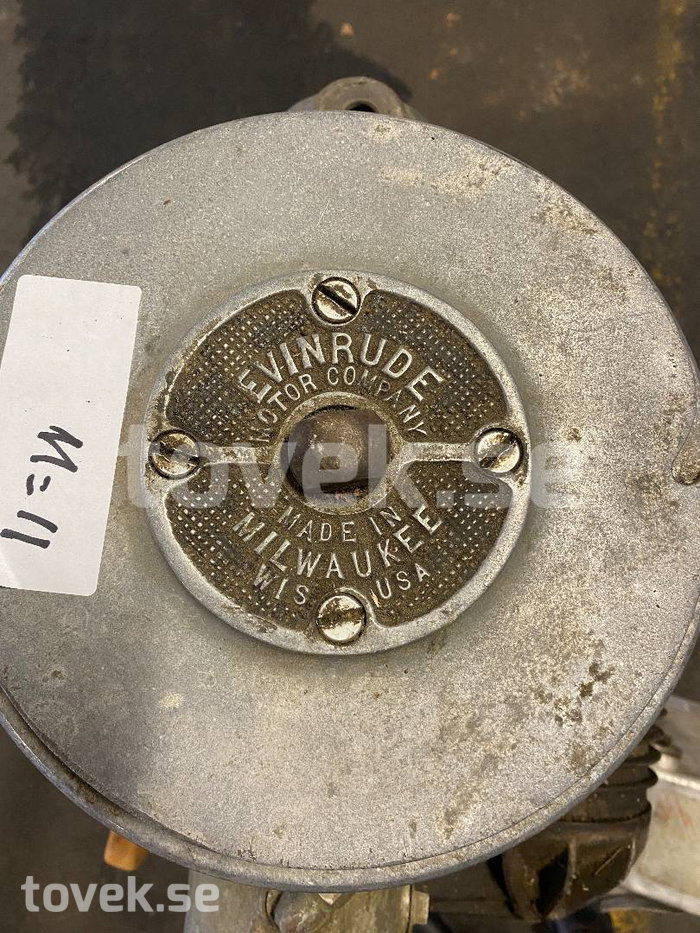 EVINRUDE
MOTOR COMPANY
MADE IN
MILWAUKEE
WIS USA
M=11
tovek.se
tovek.se